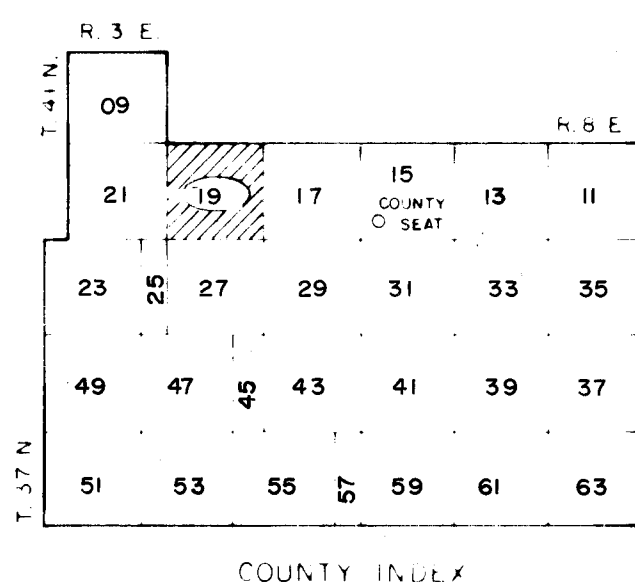 R. 3 E.
T. 41 N.
09
R. 8 E
21 19 17 15 13 11
COUNTY
SEAT
23 25 27 29 31 33 35
49 47 45 43 41 39 37
T. 37 N
51 53 55 57 59 61 63
COUNTY INDEX